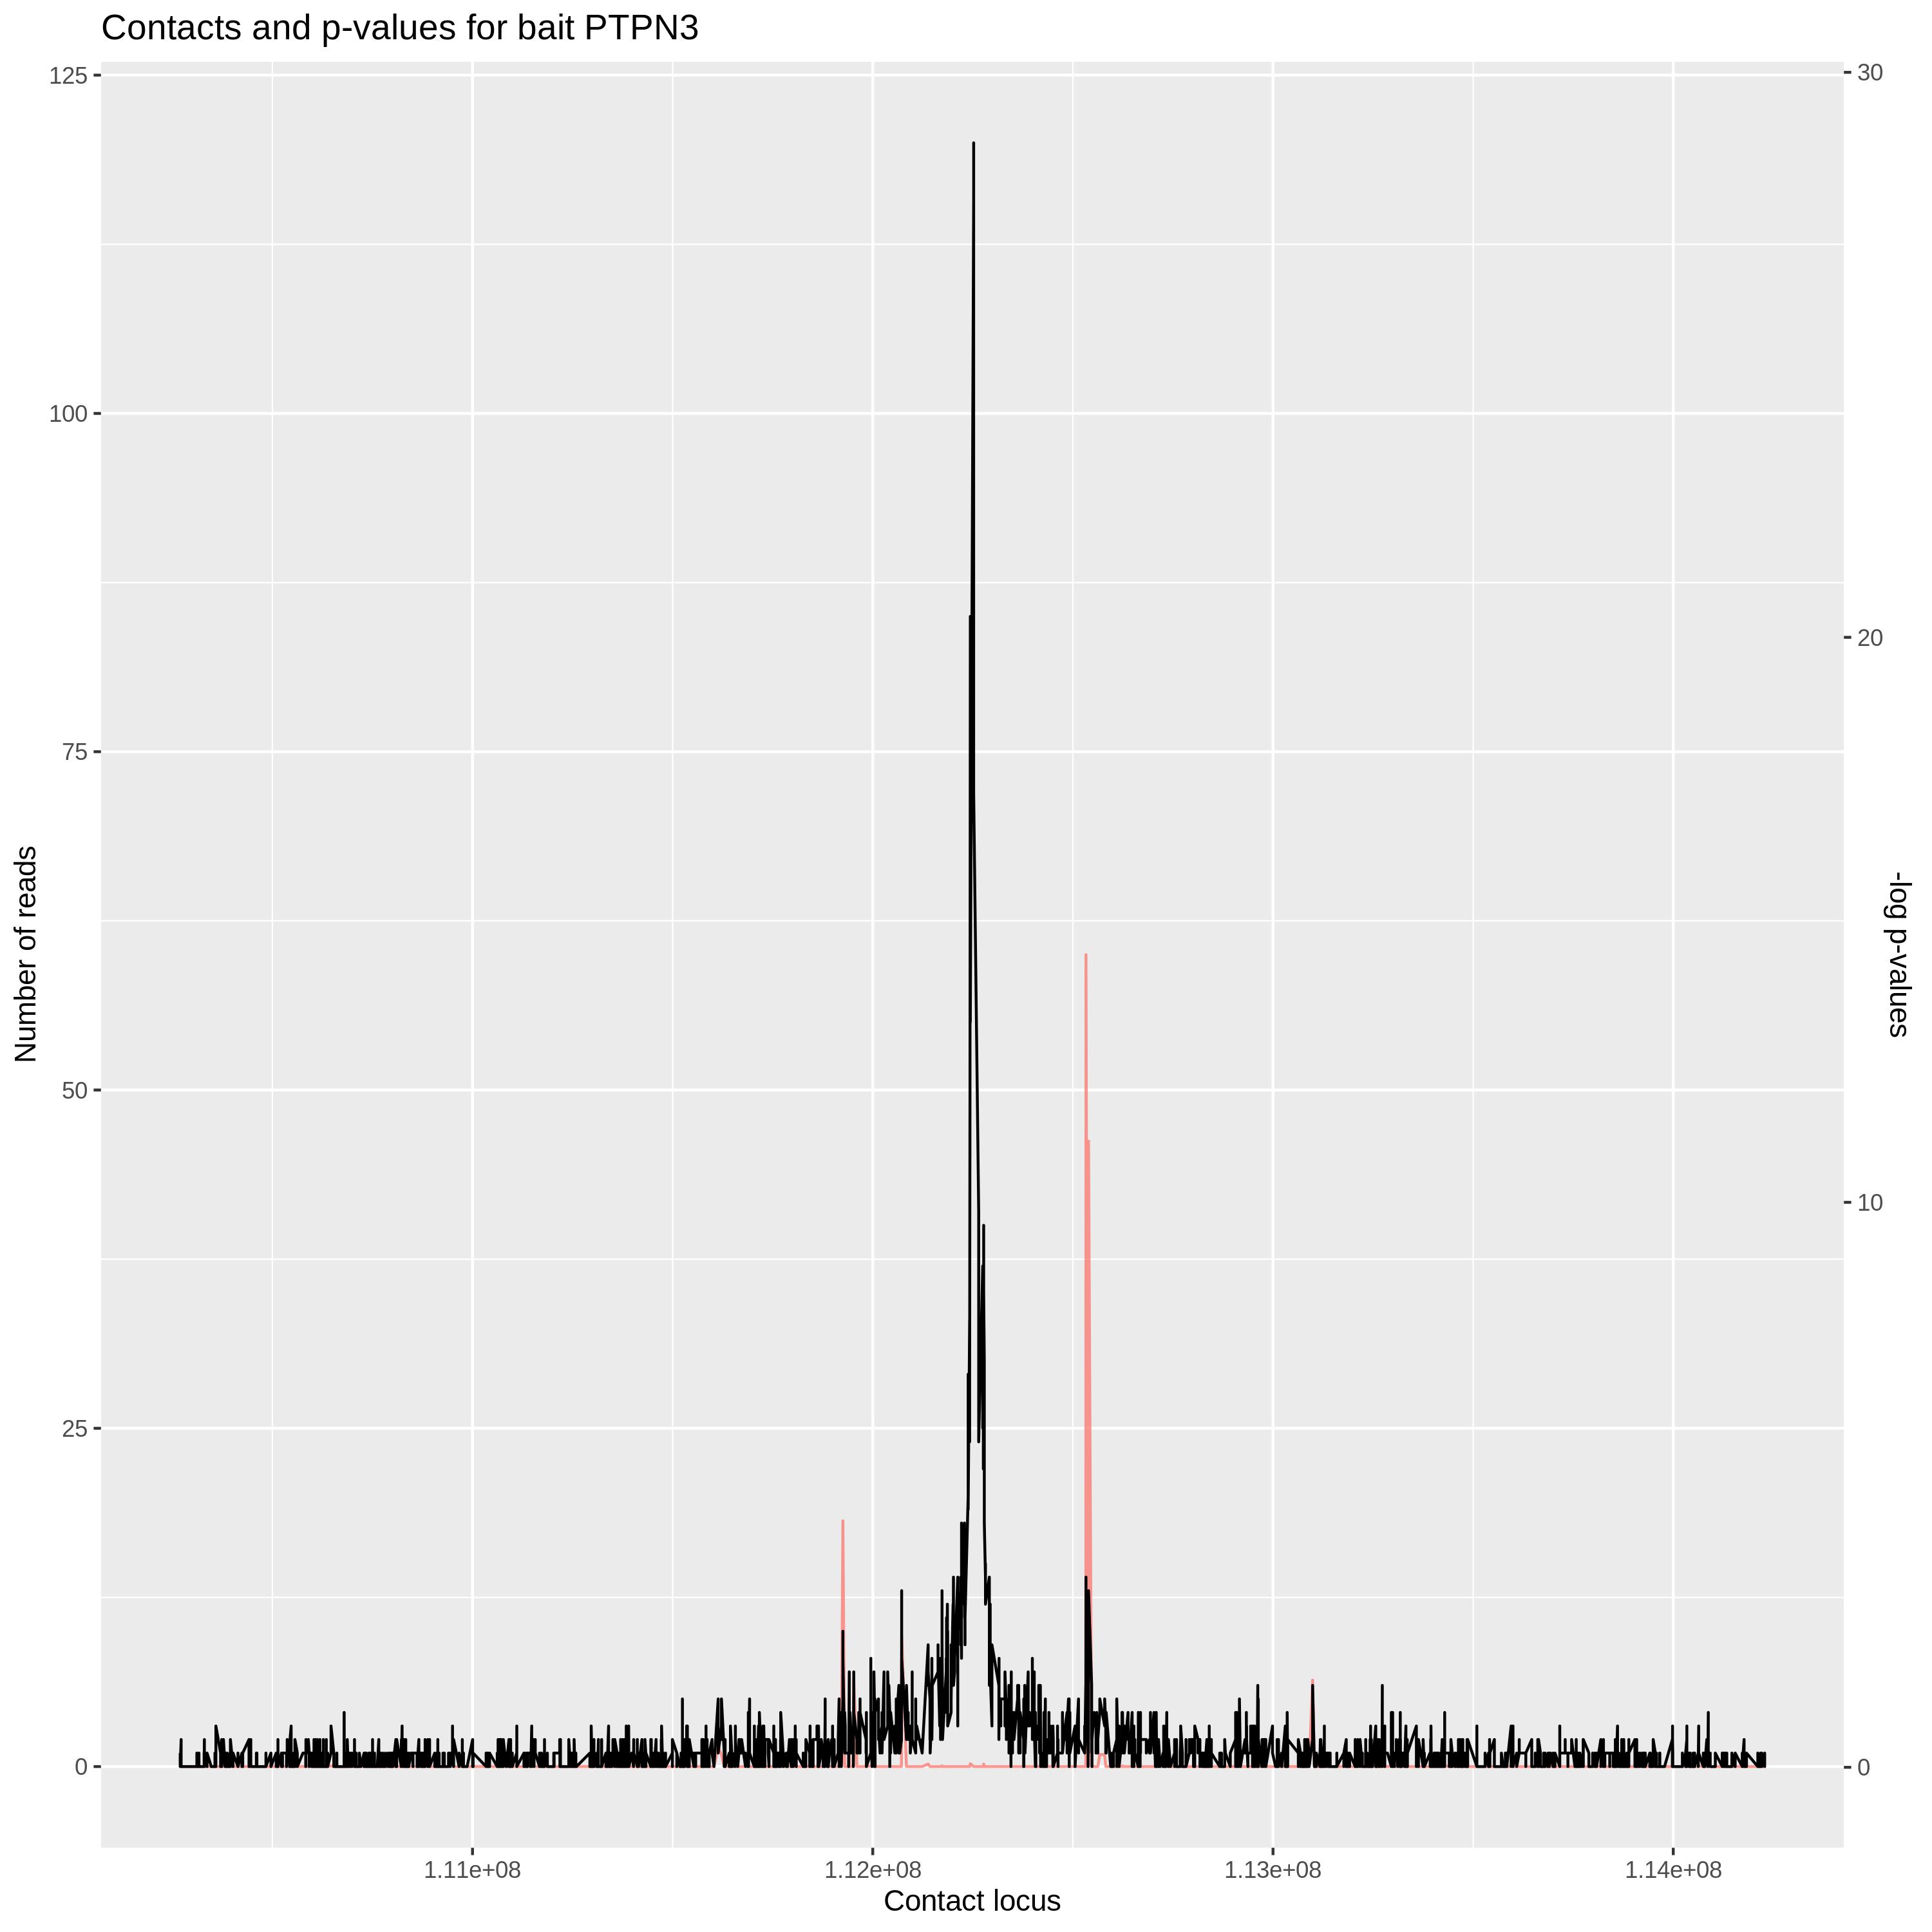 Contacts and p-values for bait PTPN3
125
100
75
50
25
0
Number of reads
30
20
10
0
-log p-values
1.11e+08
1.12e+08
1.13e+08
1.14e+08
Contact locus